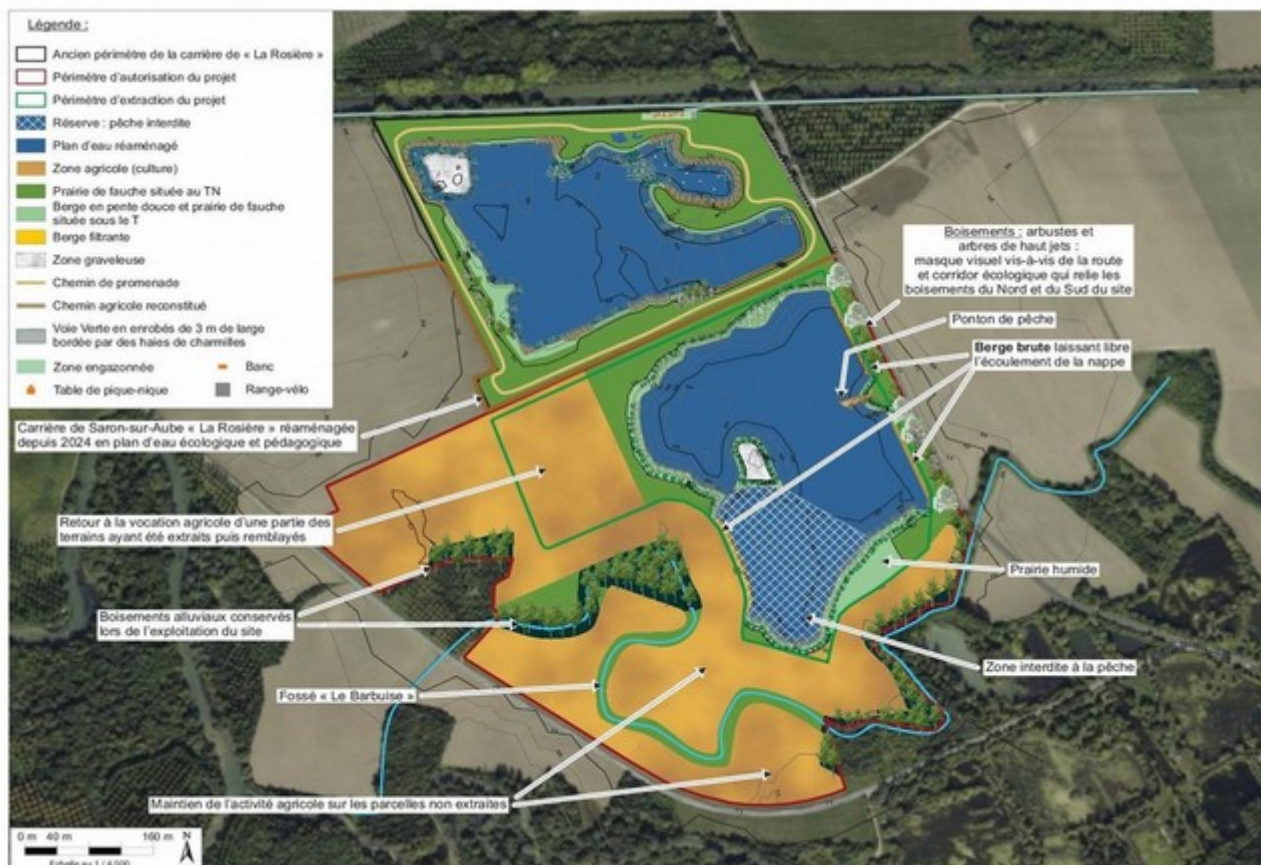 Légende :
Ancien périmètre de la carrière de « La Rosière »
Périmètre d'autorisation du projet
Périmètre d'extraction du projet
Réserve : pêche interdite
Plan d'eau réaménagé
Zone agricole (culture)
Prairie de fauche située au TN
Berge en pente douce et prairie de fauche
située sous le T
Berge filtrante
Zone graveleuse
Chemin de promenade
Chemin agricole reconstitué
Voie Verte en enrobés de 3 m de large
bordée par des haies de charmilles
Zone engazonnée
Banc
Table de pique-nique
Range-vélo
Boisements : arbustes et
arbres de haut jets :
masque visuel vis-à-vis de la route
et corridor écologique qui relie les
boisements du Nord et du Sud du site
Ponton de pêche
Berge brute laissant libre
l'écoulement de la nappe
Carrière de Saron-sur-Aube « La Rosière » réaménagée
depuis 2024 en plan d'eau écologique et pédagogique
Retour à la vocation agricole d'une partie des
terrains ayant été extraits puis remblayés
Prairie humide
Boisements alluviaux conservés
lors de l'exploitation du site
Zone interdite à la pêche
Fossé « Le Barbuise »
Maintien de l'activité agricole sur les parcelles non extraites
0 m 40 m 160 m N
Echelle au 1 / 4 000